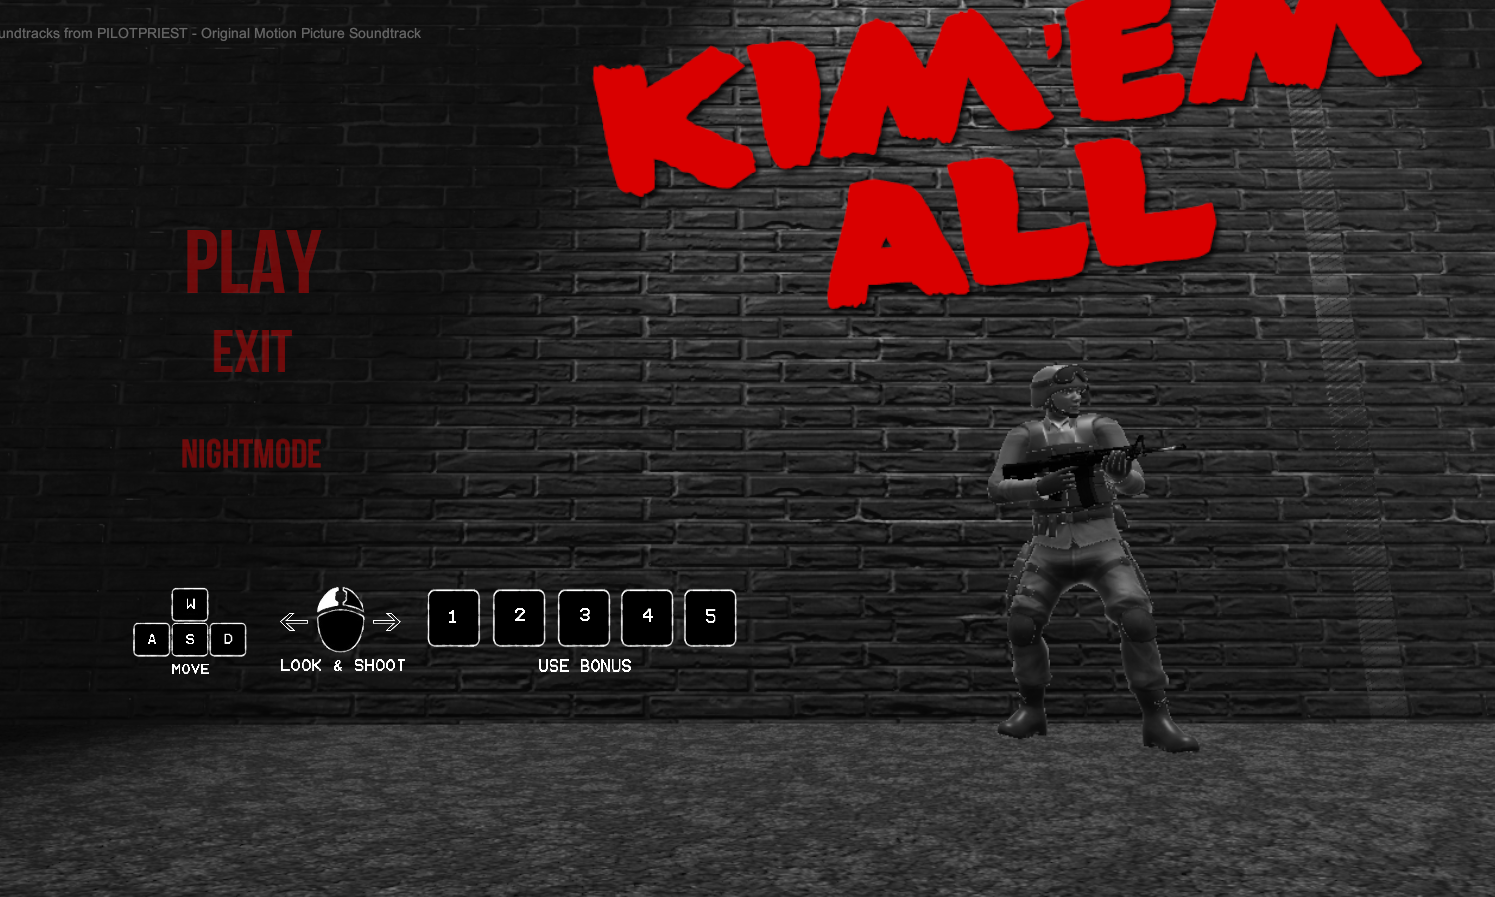 undtracks from PILOTPRIEST - Original Motion Picture Soundtrack
KIM'EM
ALL
PLAY
EXIT
NIGHTMODE
W
A S D
MOVE
LOOK & SHOOT
1 2 3 4 5
USE BONUS